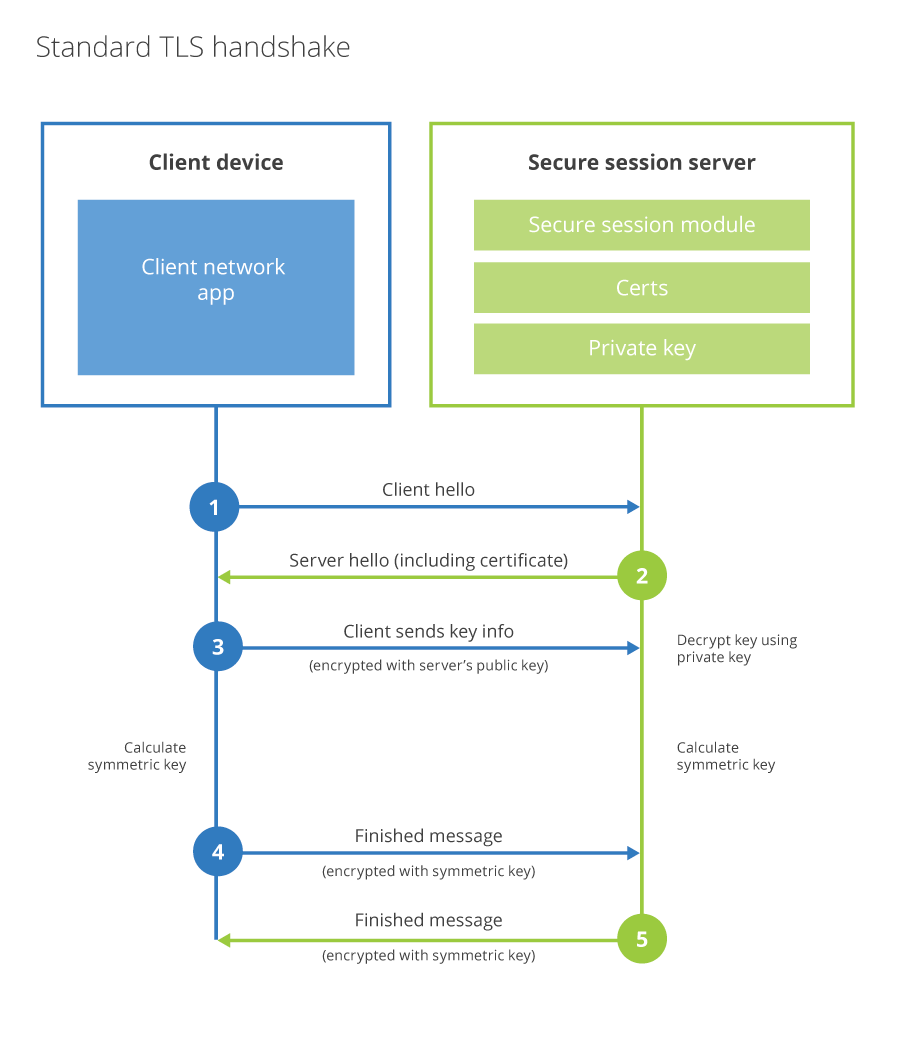 Standard TLS handshake
Client device
Client network
app
Secure session server
Secure session module
Certs
Private key
1
Client hello
Server hello (including certificate)
2
3
Client sends key info
(encrypted with server’s public key)
Decrypt key using
private key
Calculate
symmetric key
Calculate
symmetric key
4
Finished message
(encrypted with symmetric key)
Finished message
(encrypted with symmetric key)
5